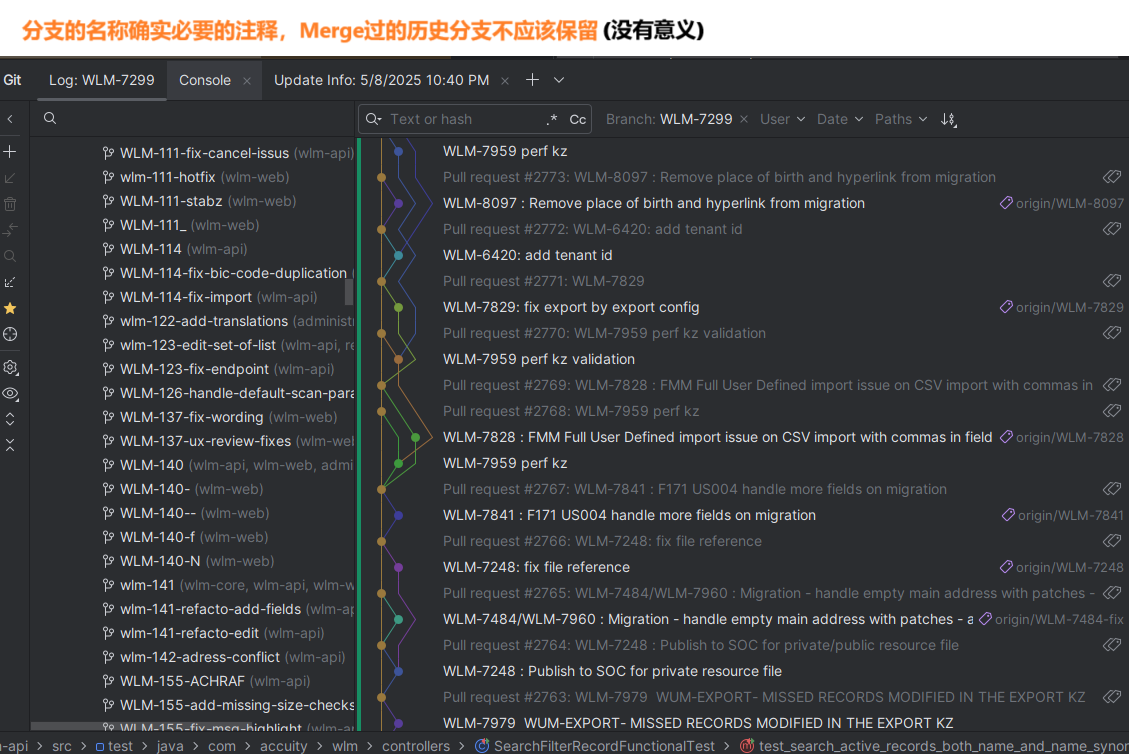 分支的名称确实必要的注释，Merge过的历史分支不应该保留 (没有意义)
Git Log: WLM-7299 Console × Update Info: 5/8/2025 10:40 PM ×
Text or hash .* Cc Branch: WLM-7299 × User Date Paths
WLM-111-fix-cancel-issus (wlm-api)
wlm-111-hotfix (wlm-web)
WLM-111-stabz (wlm-web)
WLM-111_ (wlm-web)
WLM-114 (wlm-api)
WLM-114-fix-bic-code-duplication (
WLM-114-fix-import (wlm-api)
wlm-122-add-translations (administr
wlm-123-edit-set-of-list (wlm-api, re
WLM-123-fix-endpoint (wlm-api)
WLM-126-handle-default-scan-para
WLM-137-fix-wording (wlm-web)
WLM-137-ux-review-fixes (wlm-web
WLM-140 (wlm-api, wlm-web, admi
WLM-140- (wlm-web)
WLM-140-- (wlm-web)
WLM-140-f (wlm-web)
WLM-140-N (wlm-web)
wlm-141 (wlm-core, wlm-api, wlm-w
wlm-141-refacto-add-fields (wlm-ap
wlm-141-refacto-edit (wlm-api)
wlm-142-adress-conflict (wlm-api)
WLM-155-ACHRAF (wlm-api)
WLM-155-add-missing-size-checks
WLM-155-fix-msg-highlight (wlm-a
WLM-7959 perf kz
Pull request #2773: WLM-8097 : Remove place of birth and hyperlink from migration
WLM-8097 : Remove place of birth and hyperlink from migration origin/WLM-8097
Pull request #2772: WLM-6420: add tenant id
WLM-6420: add tenant id
Pull request #2771: WLM-7829
WLM-7829: fix export by export config origin/WLM-7829
Pull request #2770: WLM-7959 perf kz validation
WLM-7959 perf kz validation
Pull request #2769: WLM-7828 : FMM Full User Defined import issue on CSV import with commas in
Pull request #2768: WLM-7959 perf kz
WLM-7828 : FMM Full User Defined import issue on CSV import with commas in field origin/WLM-7828
WLM-7959 perf kz
Pull request #2767: WLM-7841 : F171 US004 handle more fields on migration
WLM-7841 : F171 US004 handle more fields on migration origin/WLM-7841
Pull request #2766: WLM-7248: fix file reference
WLM-7248: fix file reference origin/WLM-7248
Pull request #2765: WLM-7484/WLM-7960 : Migration - handle empty main address with patches -
WLM-7484/WLM-7960 : Migration - handle empty main address with patches - a origin/WLM-7484-fix
Pull request #2764: WLM-7248 : Publish to SOC for private/public resource file
WLM-7248 : Publish to SOC for private resource file
Pull request #2763: WLM-7979 WUM-EXPORT- MISSED RECORDS MODIFIED IN THE EXPORT KZ
WLM-7979 WUM-EXPORT- MISSED RECORDS MODIFIED IN THE EXPORT KZ
n-api > src > test > java > com > accuity > wlm > controllers > SearchFilterRecordFunctionalTest > test_search_active_records_both_name_and_name_synon